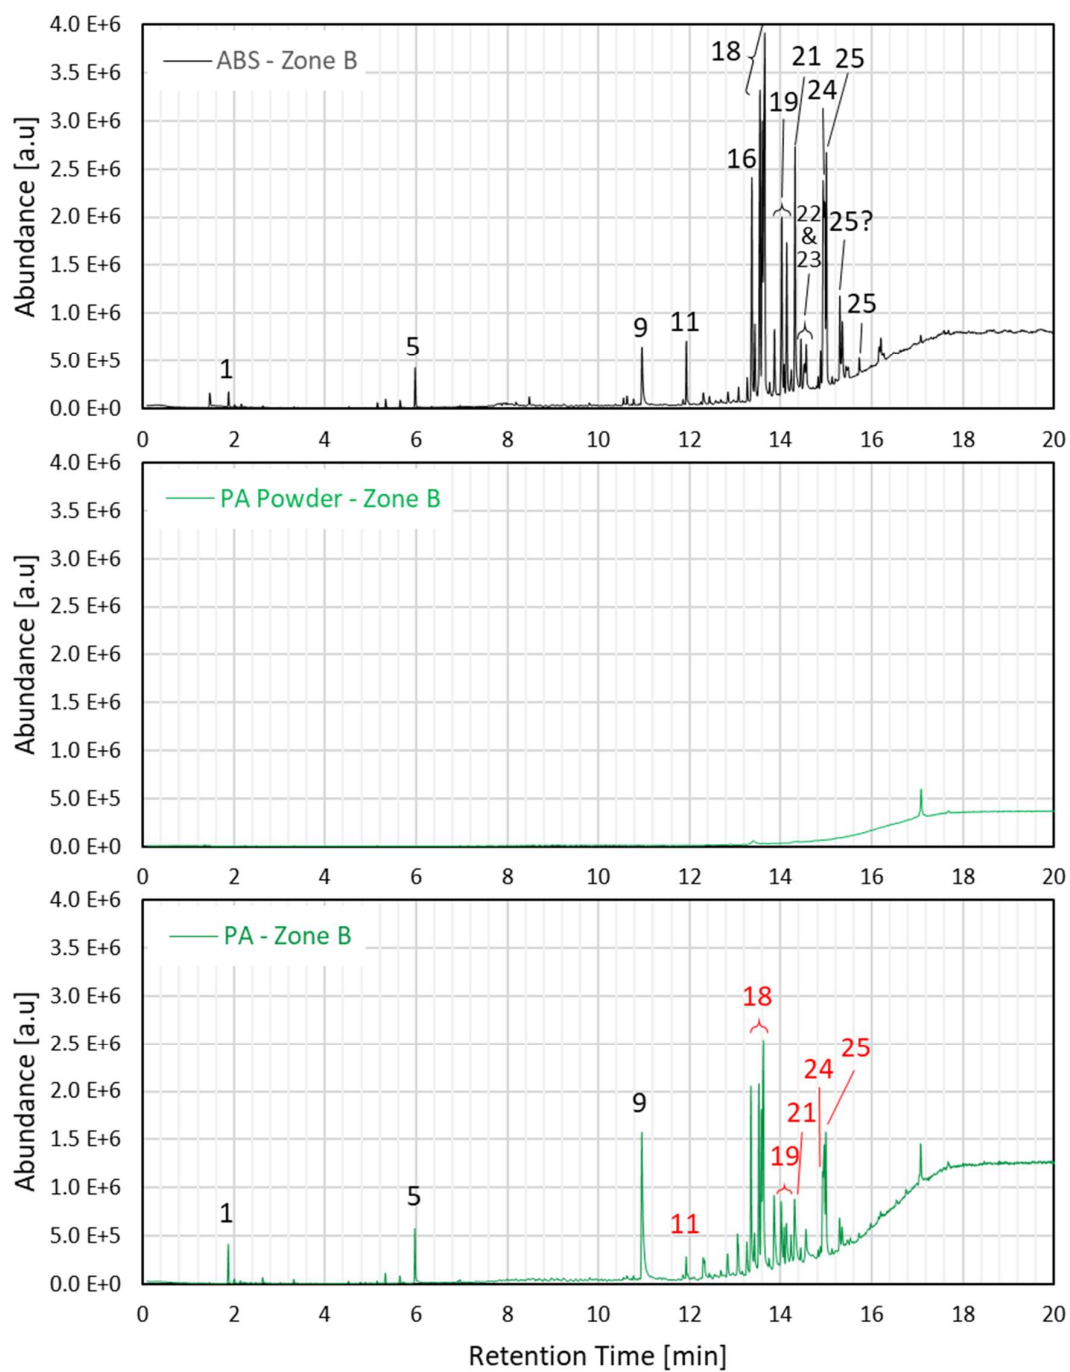 4.0 E+6
ABS - Zone B
18
21
25
3.5 E+6
24
19
3.0 E+6
16
2.5 E+6
22
&
23
2.0 E+6
25?
1.5 E+6
25
1.0 E+6
9
11
5
1
5.0 E+5
0.0 E+0
Abundance [a.u]
0 2 4 6 8 10 12 14 16 18 20
4.0 E+6
PA Powder - Zone B
3.5 E+6
3.0 E+6
2.5 E+6
2.0 E+6
1.5 E+6
1.0 E+6
5.0 E+5
0.0 E+0
Abundance [a.u]
0 2 4 6 8 10 12 14 16 18 20
4.0 E+6
PA - Zone B
3.5 E+6
3.0 E+6
18
2.5 E+6
25
24
2.0 E+6
9
21
1.5 E+6
19
1.0 E+6
1
5
11
5.0 E+5
0.0 E+0
Abundance [a.u]
0 2 4 6 8 10 12 14 16 18 20
Retention Time [min]